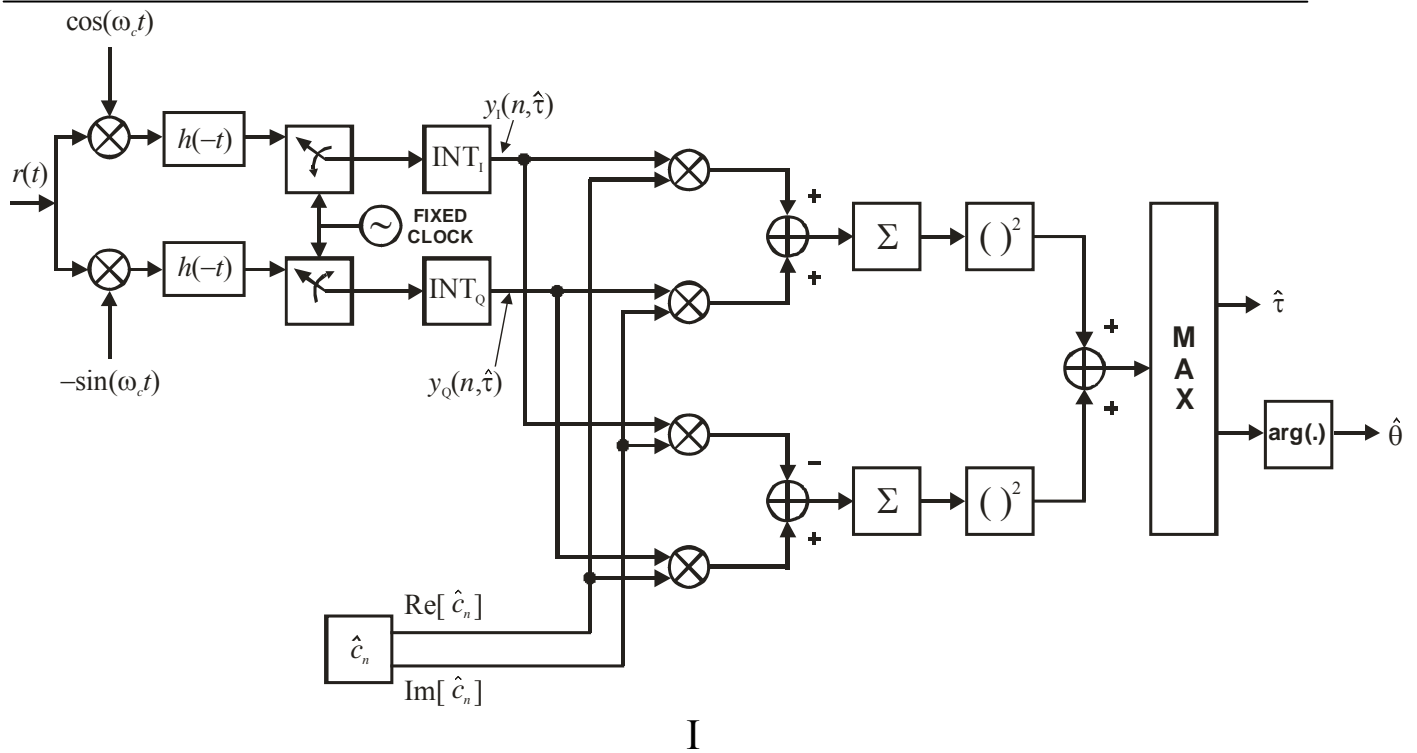 cos(ω_c t)
h(−t)
r(t)
FIXED
CLOCK
~
h(−t)
−sin(ω_c t)
INT_I
y_I(n,τ̂)
INT_Q
y_Q(n,τ̂)
+
+
Σ
( )²
−
+
Σ
( )²
+
+
M
A
X
τ̂
arg(.)
θ̂
ĉ_n
Re[ ĉ_n]
Im[ ĉ_n]
I